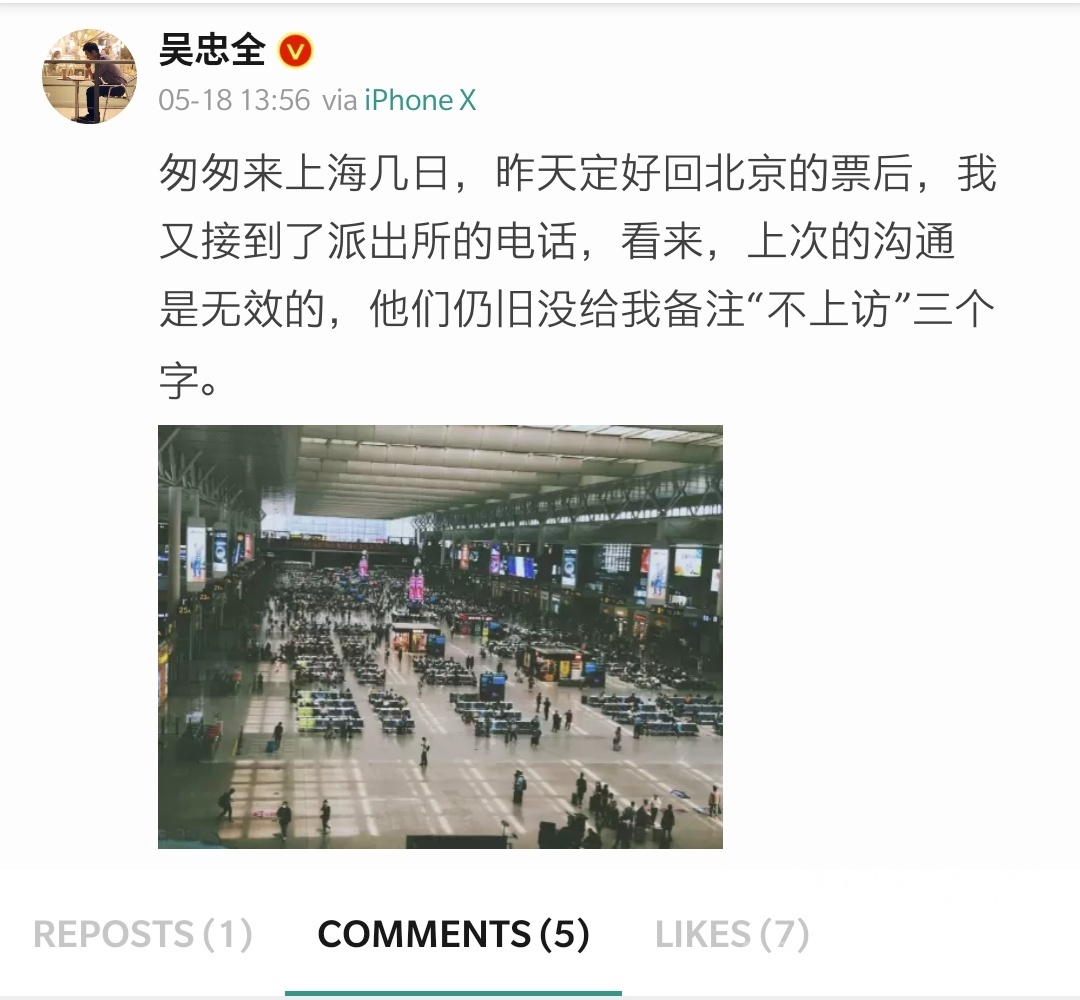 吴忠全
05-18 13:56 via iPhone X
匆匆来上海几日，昨天定好回北京的票后，我
又接到了派出所的电话，看来，上次的沟通
是无效的，他们仍旧没给我备注“不上访”三个
字。
REPOSTS (1) COMMENTS (5) LIKES (7)